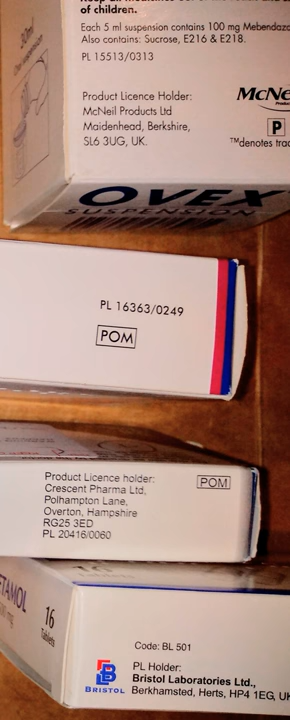 of children.
Each 5 ml suspension contains 100 mg Mebendazo
Also contains: Sucrose, E216 & E218.
PL 15513/0313
30ml
Product Licence Holder:
McNeil Products Ltd
Maidenhead, Berkshire,
SL6 3UG, UK.
McNei
P
™denotes trad
OVEX
SUSPENSION
PL 16363/0249
POM
Product Licence holder:
Crescent Pharma Ltd,
Polhampton Lane,
Overton, Hampshire
RG25 3ED
PL 20416/0060
POM
ETAMOL
16
Tablets
Code: BL 501
PL Holder:
Bristol Laboratories Ltd.,
Berkhamsted, Herts, HP4 1EG, UK
BRISTOL